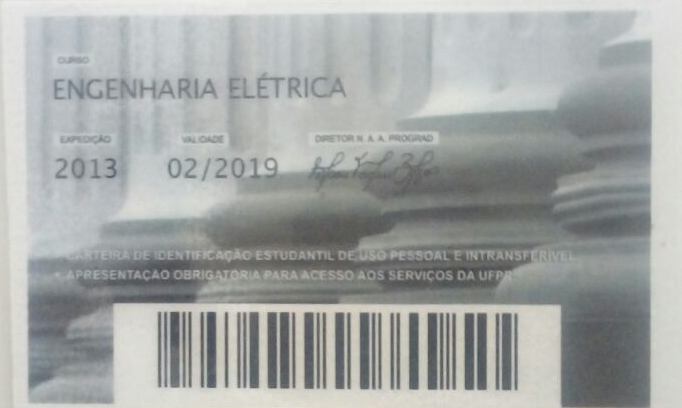 CURSO
ENGENHARIA ELÉTRICA
EXPEDIÇÃO VALIDADE DIRETOR N. A. A. PROGRAD
2013 02/2019
• CARTEIRA DE IDENTIFICAÇÃO ESTUDANTIL DE USO PESSOAL E INTRANSFERÍVEL
• APRESENTAÇÃO OBRIGATÓRIA PARA ACESSO AOS SERVIÇOS DA UFPR